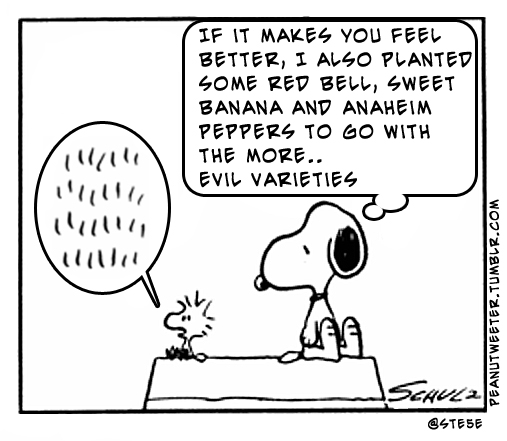 IF IT MAKES YOU FEEL
BETTER, I ALSO PLANTED
SOME RED BELL, SWEET
BANANA AND ANAHEIM
PEPPERS TO GO WITH
THE MORE..
EVIL VARIETIES
SCHULZ
@STESE
PEANUTWEETER.TUMBLR.COM